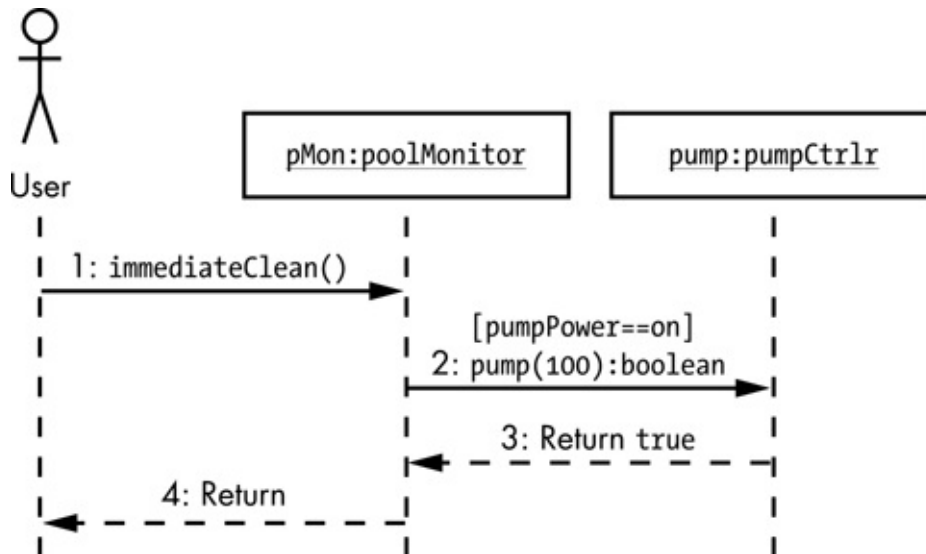 User
pMon:poolMonitor
pump:pumpCtrlr
1: immediateClean()
[pumpPower==on]
2: pump(100):boolean
3: Return true
4: Return